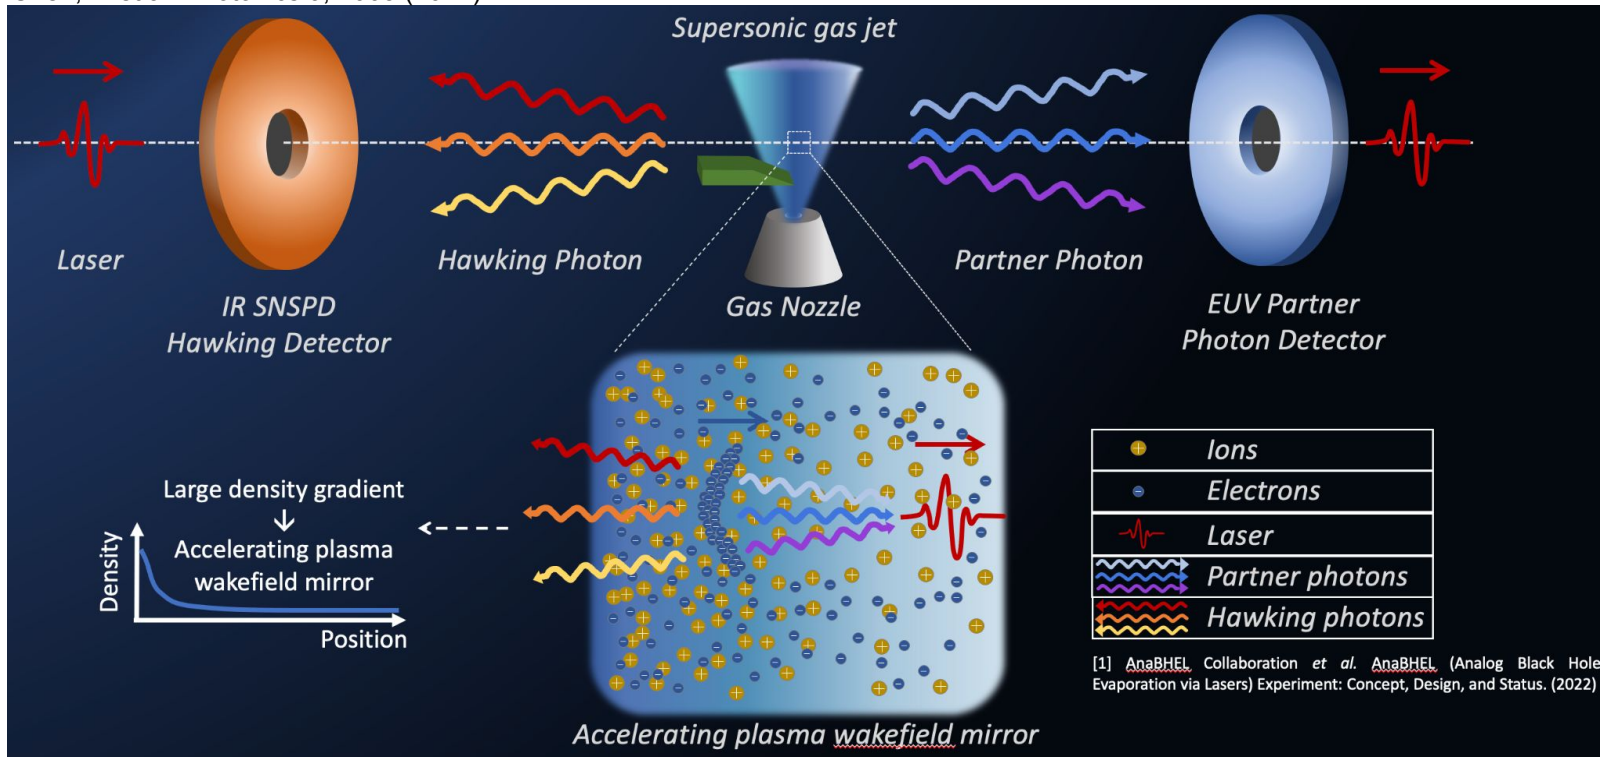 Supersonic gas jet
Laser
Hawking Photon
Partner Photon
IR SNSPD
Hawking Detector
Gas Nozzle
EUV Partner
Photon Detector
Large density gradient
Accelerating plasma
wakefield mirror
Density
Position
Ions
Electrons
Laser
Partner photons
Hawking photons
[1] AnaBHEL Collaboration et al. AnaBHEL (Analog Black Hole
Evaporation via Lasers) Experiment: Concept, Design, and Status. (2022)
Accelerating plasma wakefield mirror